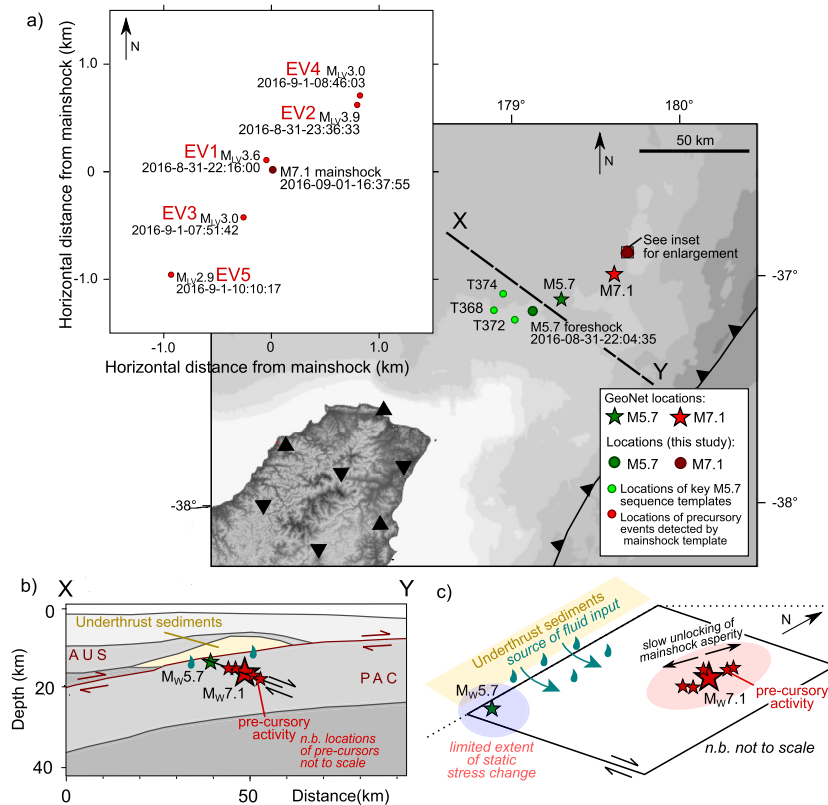 a)
N
EV4 M_LV3.0
2016-9-1-08:46:03
EV2 M_LV3.9
2016-8-31-23:36:33
EV1 M_LV3.6
2016-8-31-22:16:00
M7.1 mainshock
2016-09-01-16:37:55
EV3 M_LV3.0
2016-9-1-07:51:42
M_LV2.9 EV5
2016-9-1-10:10:17
1.0
0
-1.0
Horizontal distance from mainshock (km)
-1.0 0 1.0
Horizontal distance from mainshock (km)
179° 180°
50 km
N
X
See inset
for enlargement
M5.7
M7.1
T374
T368
T372
M5.7 foreshock
2016-08-31-22:04:35
Y
-37°
-38°
-38°
GeoNet locations:
M5.7 M7.1
Locations (this study):
M5.7 M7.1
Locations of key M5.7
sequence templates
Locations of precursory
events detected by
mainshock template
b) X Y
0
20
40
Depth (km)
Underthrust sediments
AUS
PAC
M_W5.7
M_W7.1
pre-cursory
activity
n.b. locations
of pre-cursors
not to scale
0 50
Distance(km)
c)
N
Underthrust sediments
source of fluid input
slow unlocking of
mainshock asperity
M_W5.7
M_W7.1
pre-cursory
activity
limited extent
of static
stress change
n.b. not to scale